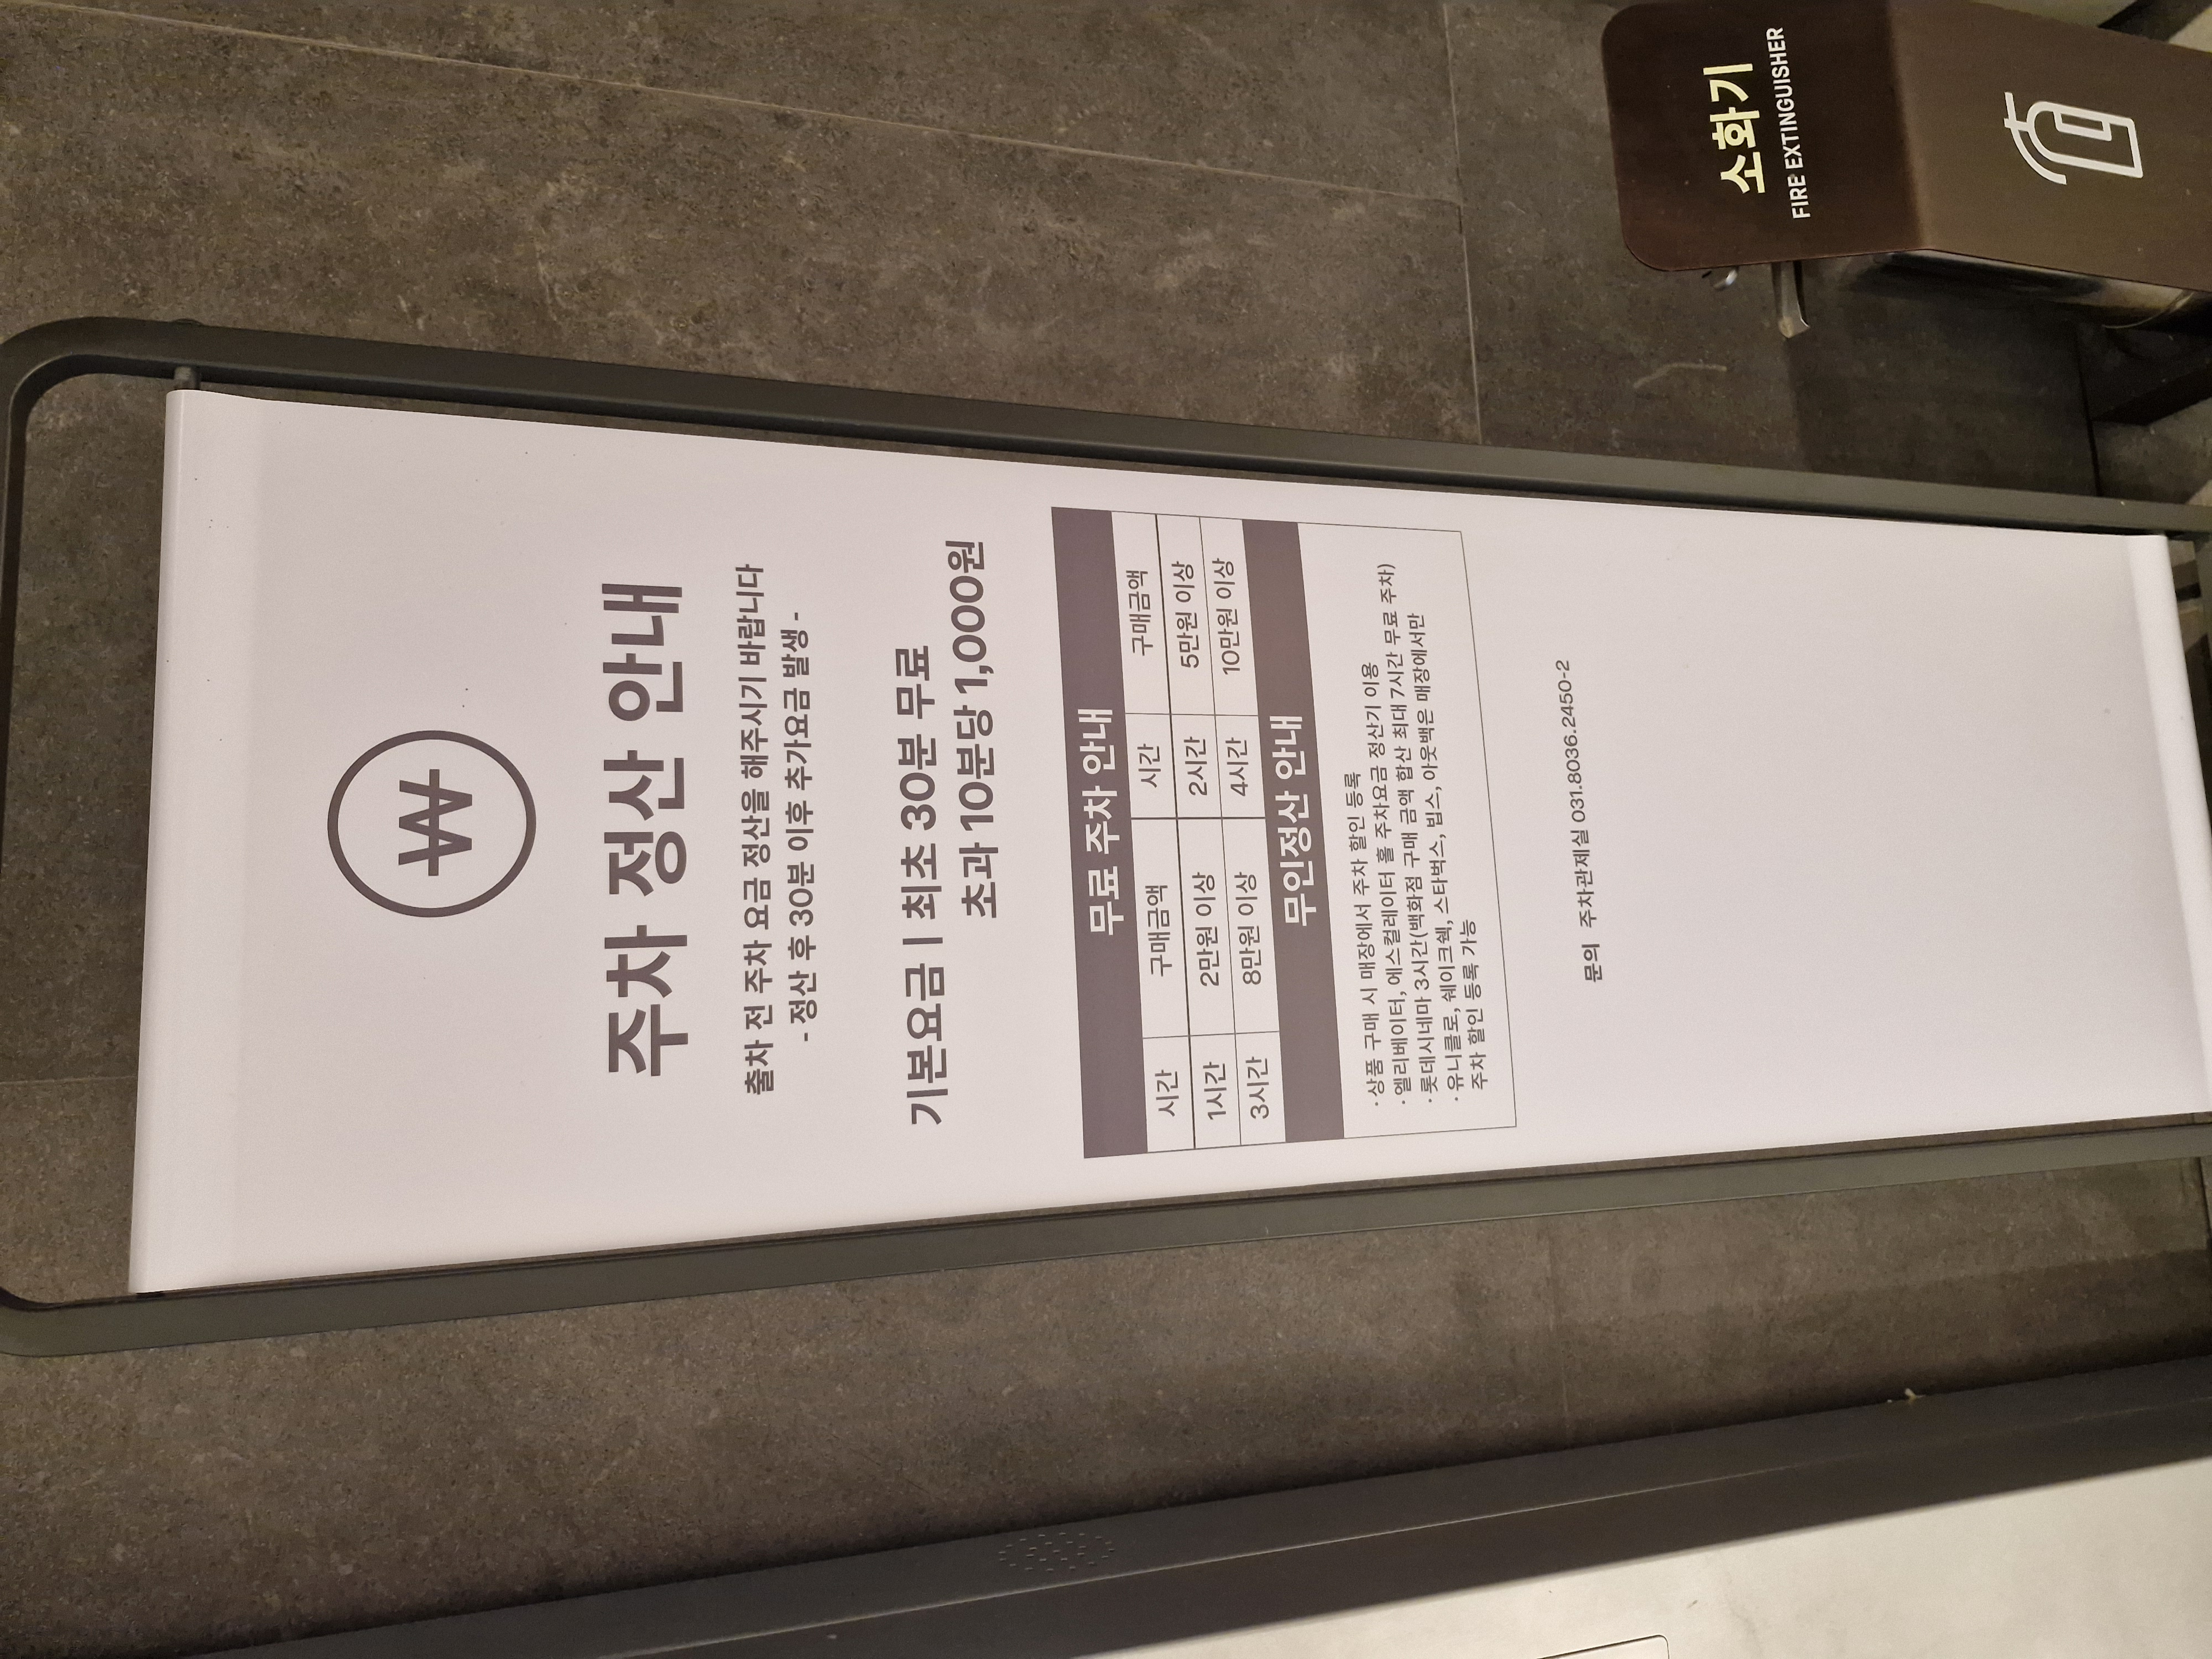 ₩
주차 정산 안내
출차 전 주차 요금 정산을 해주시기 바랍니다
- 정산 후 30분 이후 추가요금 발생 -
기본요금 | 최초 30분 무료
초과 10분당 1,000원
무료 주차 안내
시간 구매금액 시간 구매금액
1시간 2만원 이상 2시간 5만원 이상
3시간 8만원 이상 4시간 10만원 이상
무인정산 안내
· 상품 구매 시 매장에서 주차 할인 등록
· 엘리베이터, 에스컬레이터 홀 주차요금 정산기 이용
· 롯데시네마 3시간(백화점 구매 금액 합산 최대 7시간 무료 주차)
· 유니클로, 쉐이크쉑, 스타벅스, 빕스, 아웃백은 매장에서만
주차 할인 등록 가능
문의 주차관제실 031.8036.2450-2
소화기
FIRE EXTINGUISHER